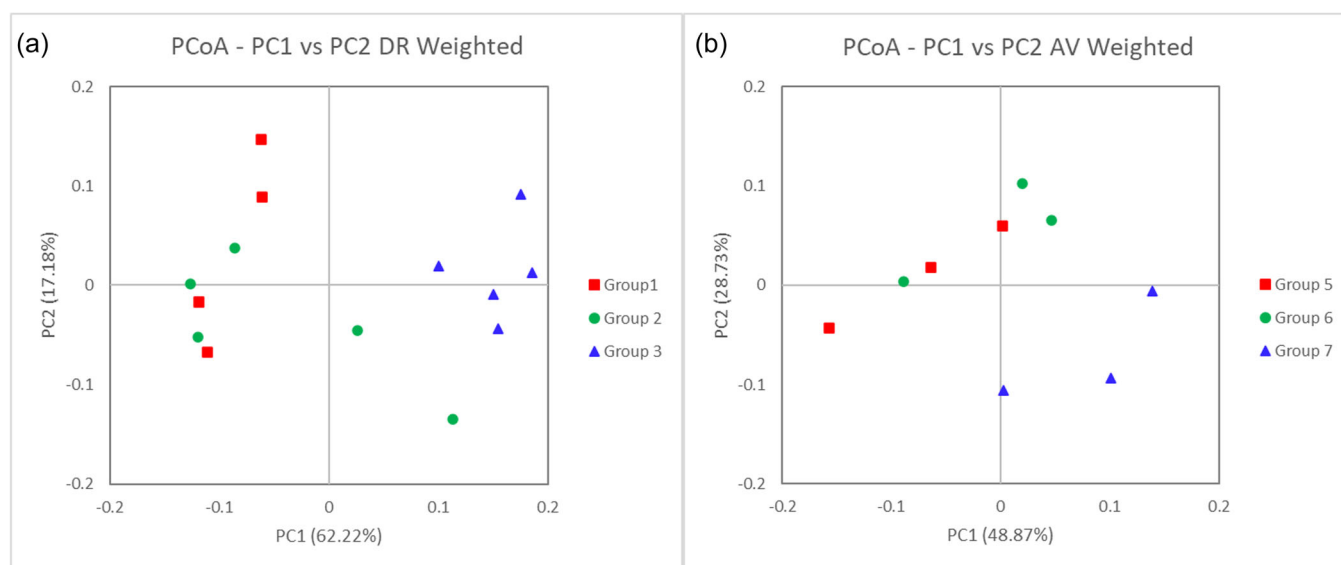 (a)
PCoA - PC1 vs PC2 DR Weighted
0.2
0.1
0
-0.1
-0.2
PC2 (17.18%)
-0.2
-0.1
0
0.1
0.2
PC1 (62.22%)
Group1
Group 2
Group 3
(b)
PCoA - PC1 vs PC2 AV Weighted
0.2
0.1
0
-0.1
-0.2
PC2 (28.73%)
-0.2
-0.1
0
0.1
0.2
PC1 (48.87%)
Group 5
Group 6
Group 7